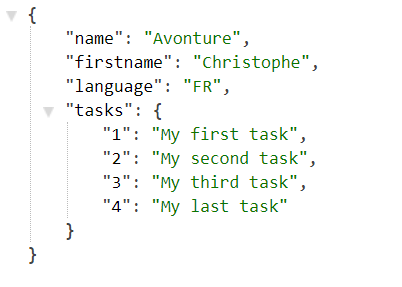 {
"name": "Avonture",
"firstname": "Christophe",
"language": "FR",
"tasks": {
"1": "My first task",
"2": "My second task",
"3": "My third task",
"4": "My last task"
}
}